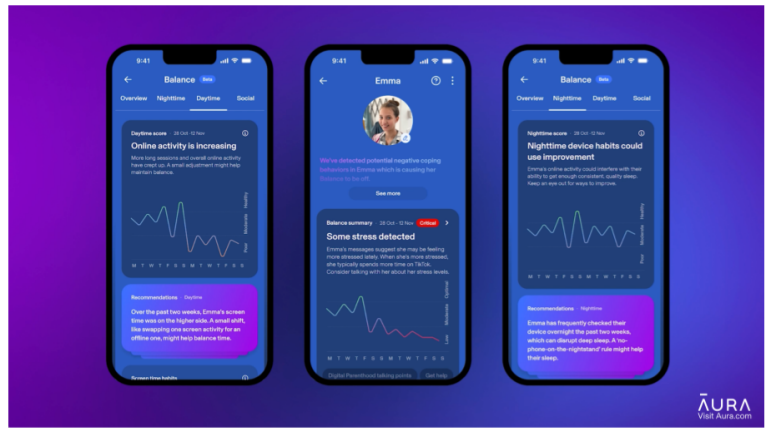 9:41
Balance Beta
Overview Nighttime Daytime Social
Daytime score · 28 Oct - 12 Nov
Online activity is increasing
More long sessions and overall online activity
have crept up. A small adjustment might help
maintain balance.
Healthy
Moderate
Poor
M T W T F S S M T W T F S S
Recommendations · Daytime
Over the past two weeks, Emma's screen
time was on the higher side. A small shift,
like swapping one screen activity for an
offline one, might help balance time.
Screen time habits
9:41
Emma
We've detected potential negative coping
behaviors in Emma which is causing her
balance to be off.
See more
Balance summary · 28 Oct - 12 Nov Critical
Some stress detected
Emma's messages suggest she may be feeling
more stressed lately. When she's more stressed,
she typically spends more time on TikTok.
Consider talking with her about her stress levels.
Optimal
Moderate
Low
M T W T F S S M T W T F S S
Digital Parenthood talking points Get help
9:41
Balance Beta
Overview Nighttime Daytime Social
Nighttime score · 28 Oct - 12 Nov
Nighttime device habits could
use improvement
Emma's online activity could interfere with their
ability to get enough consistent, quality sleep.
Keep an eye out for ways to improve.
Healthy
Moderate
Poor
M T W T F S S M T W T F S S
Recommendations · Nighttime
Emma has frequently checked their
device overnight the past two weeks,
which can disrupt deep sleep. A 'no-
phone-on-the-nightstand' rule might help
their sleep.
AURA
Visit Aura.com